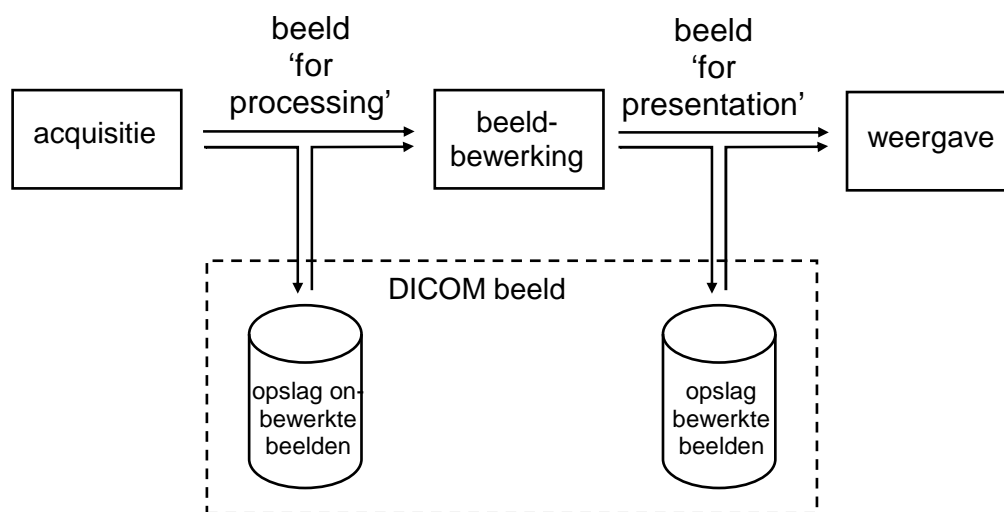 beeld
‘for
processing’
beeld
‘for
presentation’
acquisitie
beeld-
bewerking
weergave
DICOM beeld
opslag on-
bewerkte
beelden
opslag
bewerkte
beelden